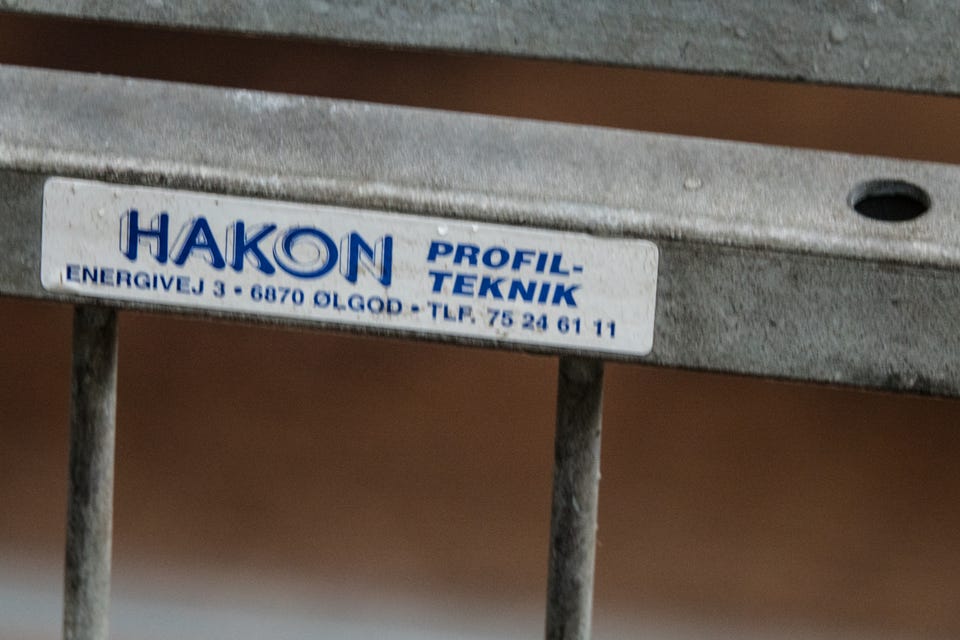 HAKON PROFIL-
TEKNIK
ENERGIVEJ 3 • 6870 ØLGOD • TLF. 75 24 61 11